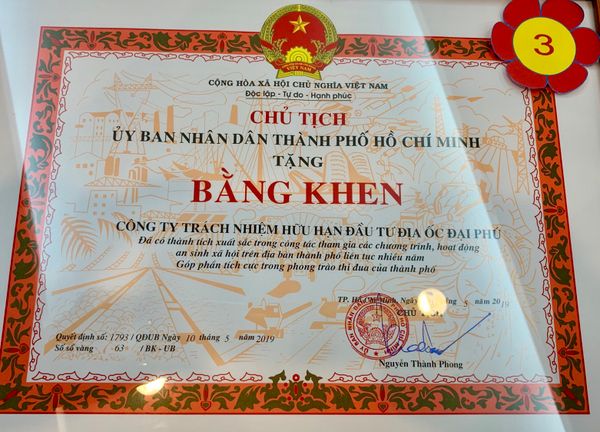 3
VIỆT NAM
CỘNG HÒA XÃ HỘI CHỦ NGHĨA VIỆT NAM
Độc lập - Tự do - Hạnh phúc
CHỦ TỊCH
ỦY BAN NHÂN DÂN THÀNH PHỐ HỒ CHÍ MINH
TẶNG
BẰNG KHEN
CÔNG TY TRÁCH NHIỆM HỮU HẠN ĐẦU TƯ ĐỊA ỐC ĐẠI PHÚ
Đã có thành tích xuất sắc trong công tác tham gia các chương trình, hoạt động
an sinh xã hội trên địa bàn thành phố liên tục nhiều năm
Góp phần tích cực trong phong trào thi đua của thành phố
TP. Hồ Chí Minh, Ngày 5 năm 2019
CHỦ TỊCH
Quyết định số: 1793 / QĐUB Ngày 10 tháng 5 năm 2019
Số sổ vàng 63 / BK - UB
Nguyễn Thành Phong